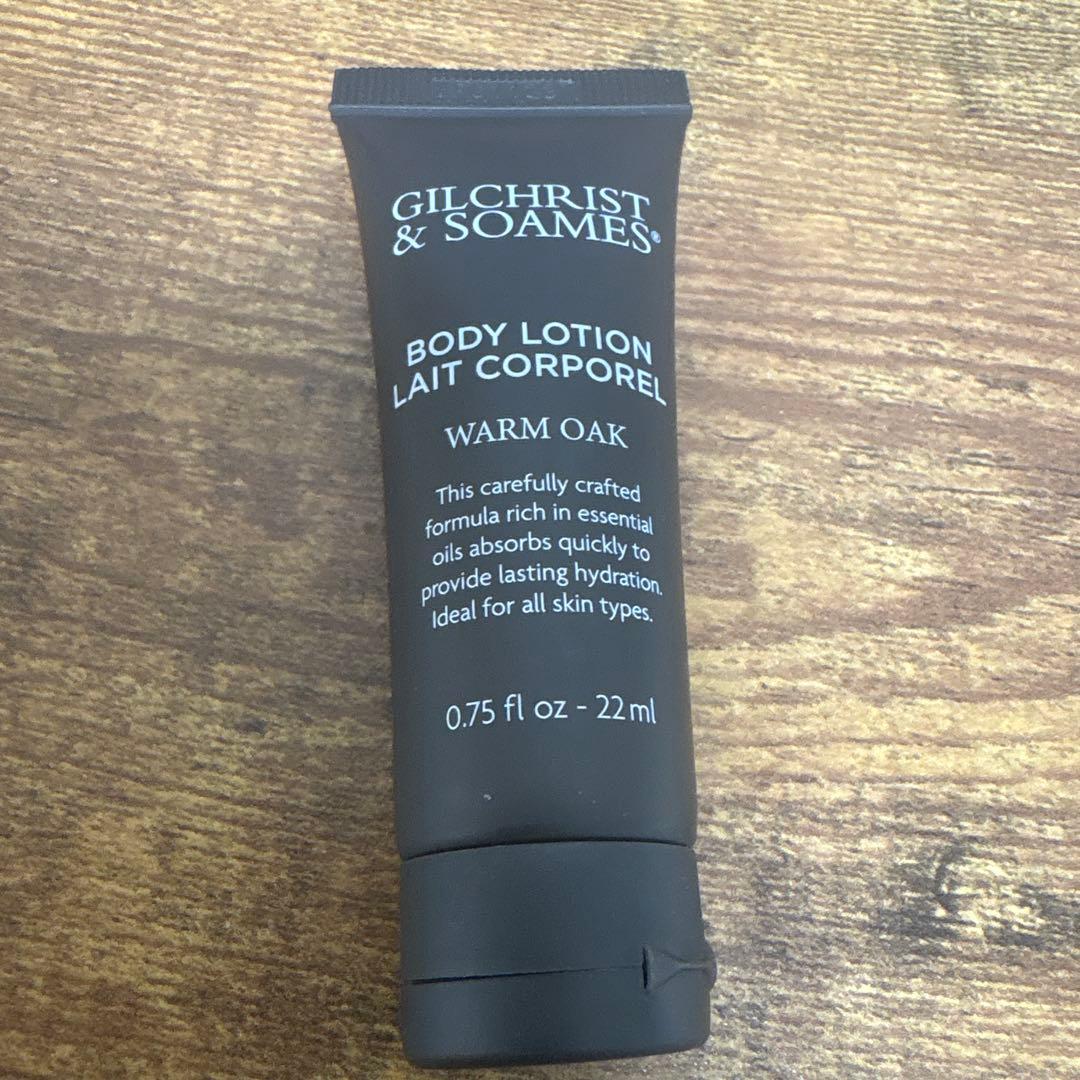 GILCHRIST
& SOAMES®
BODY LOTION
LAIT CORPOREL
WARM OAK
This carefully crafted
formula rich in essential
oils absorbs quickly to
provide lasting hydration.
Ideal for all skin types.
0.75 fl oz - 22 ml